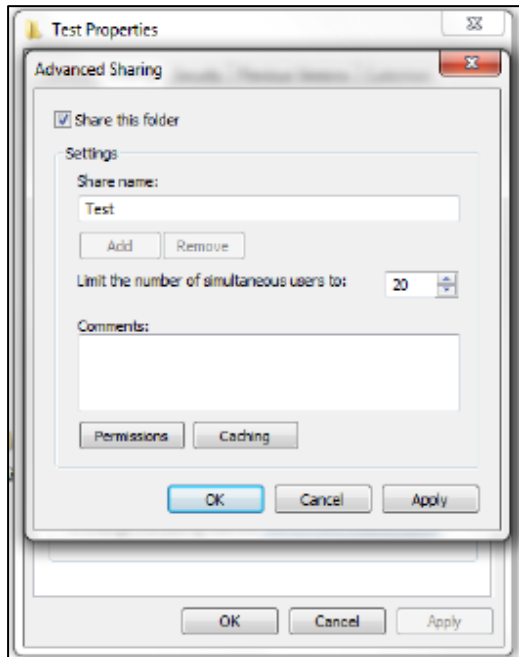 Test Properties
Advanced Sharing
Share this folder
Settings
Share name:
Test
Add Remove
Limit the number of simultaneous users to: 20
Comments:
Permissions Caching
OK Cancel Apply
OK Cancel Apply